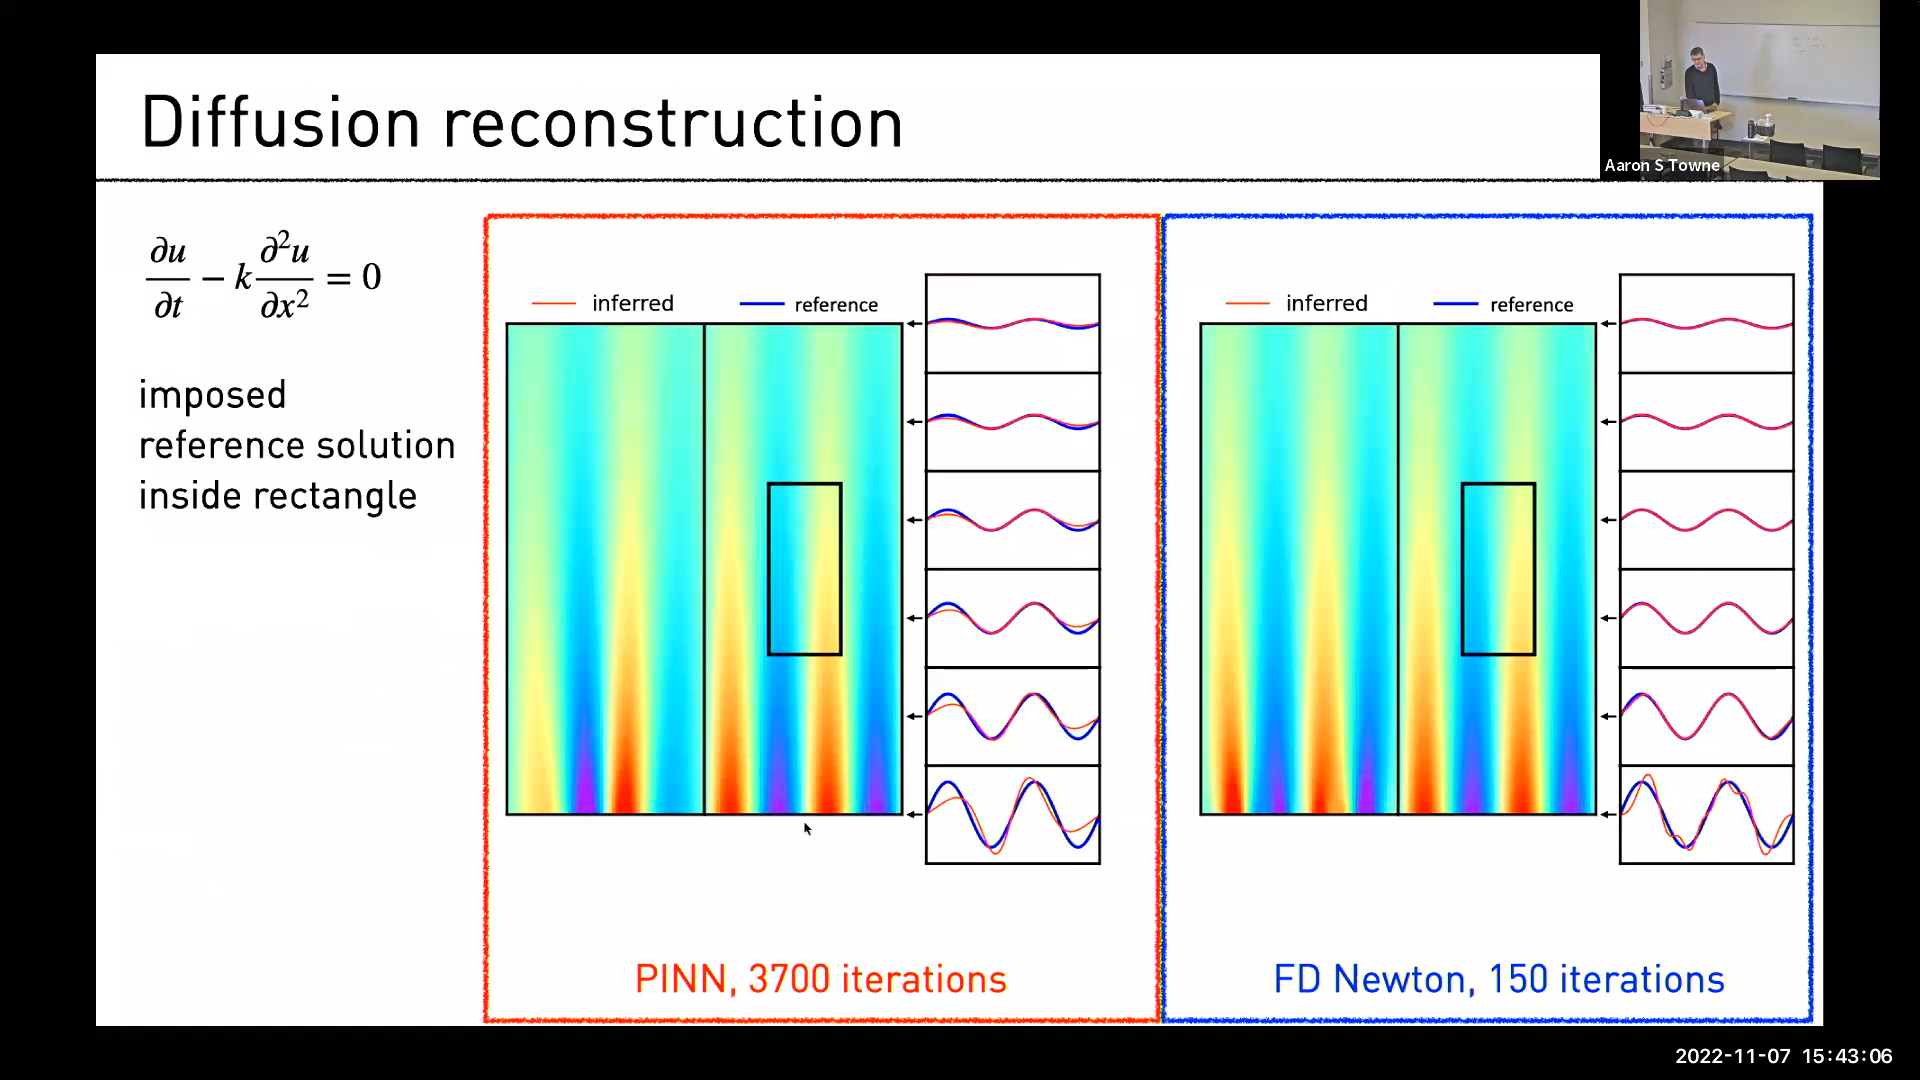 Diffusion reconstruction
Aaron S Towne
∂u/∂t − k ∂²u/∂x² = 0
imposed
reference solution
inside rectangle
inferred
reference
inferred
reference
PINN, 3700 iterations
FD Newton, 150 iterations
2022-11-07 15:43:06